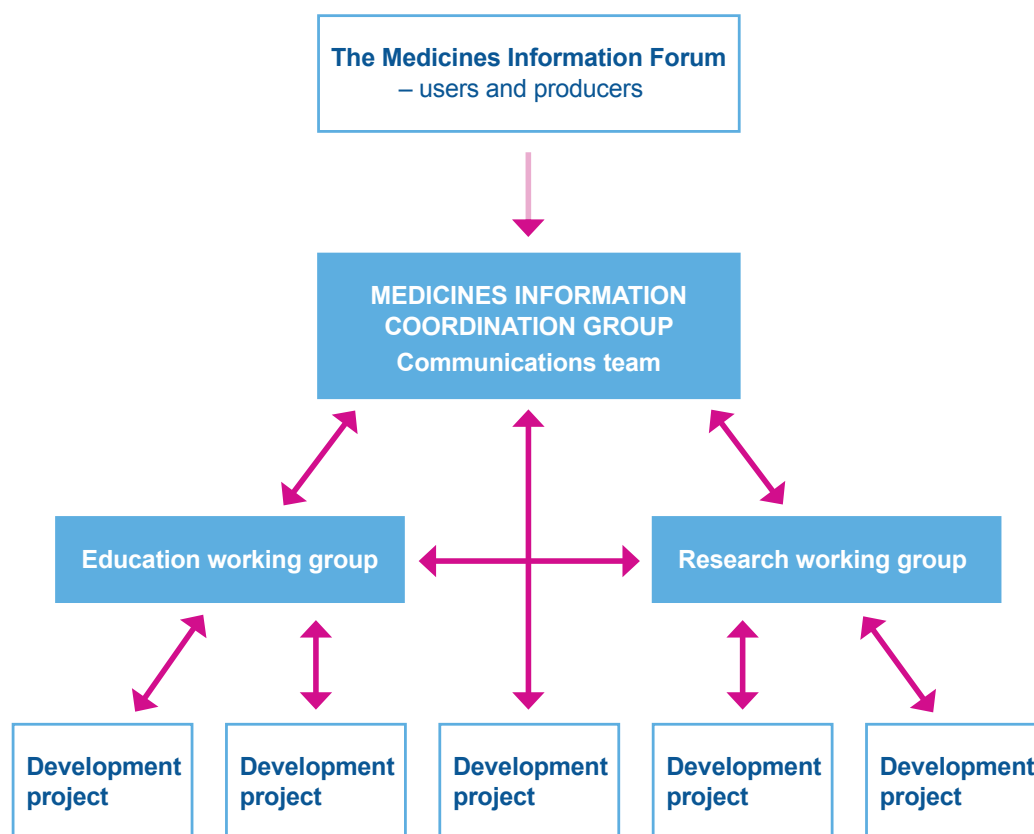 The Medicines Information Forum
– users and producers
MEDICINES INFORMATION
COORDINATION GROUP
Communications team
Education working group
Research working group
Development
project
Development
project
Development
project
Development
project
Development
project